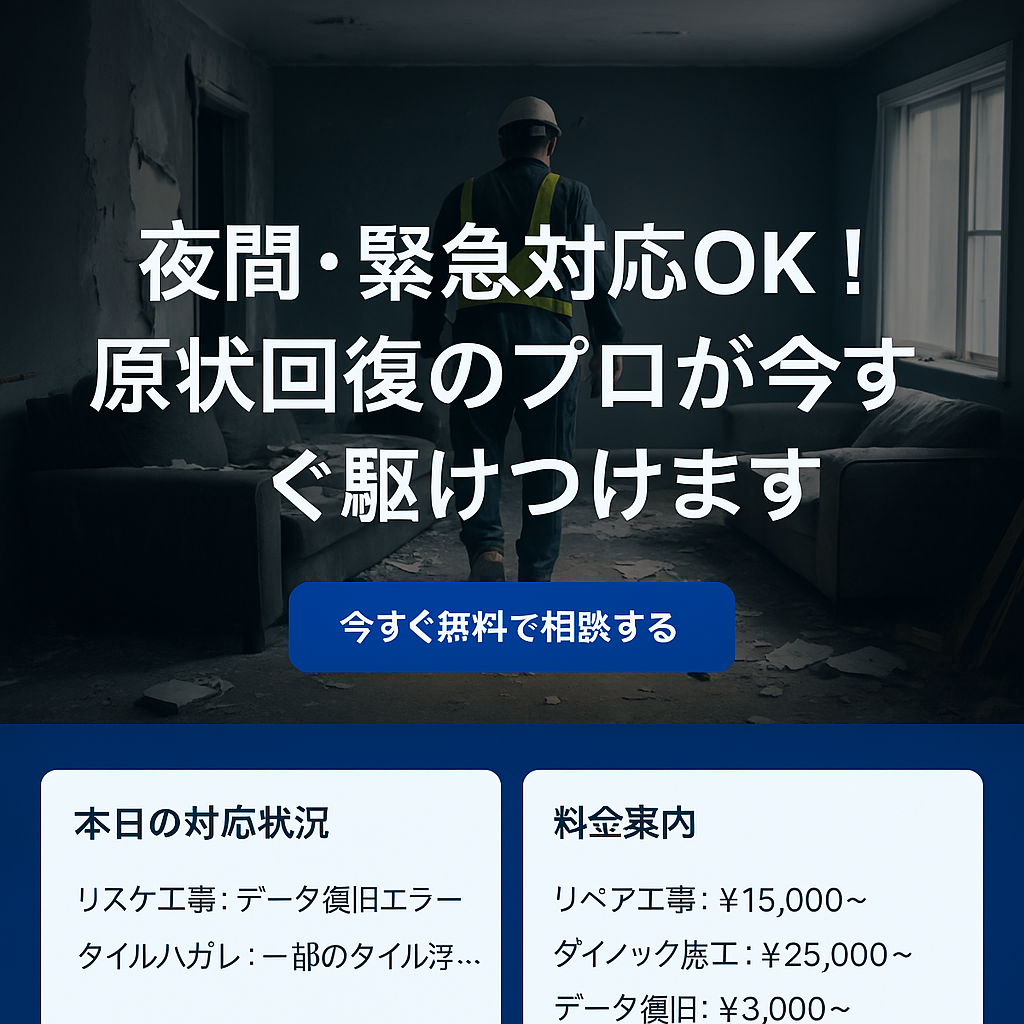 夜間・緊急対応OK！
原状回復のプロが今す
ぐ駆けつけます
今すぐ無料で相談する
本日の対応状況
リスケ工事：データ復旧エラー
タイルハガレ：一部のタイル浮…
料金案内
リペア工事：¥15,000～
ダイノック施工：¥25,000～
データ復旧：¥3,000～